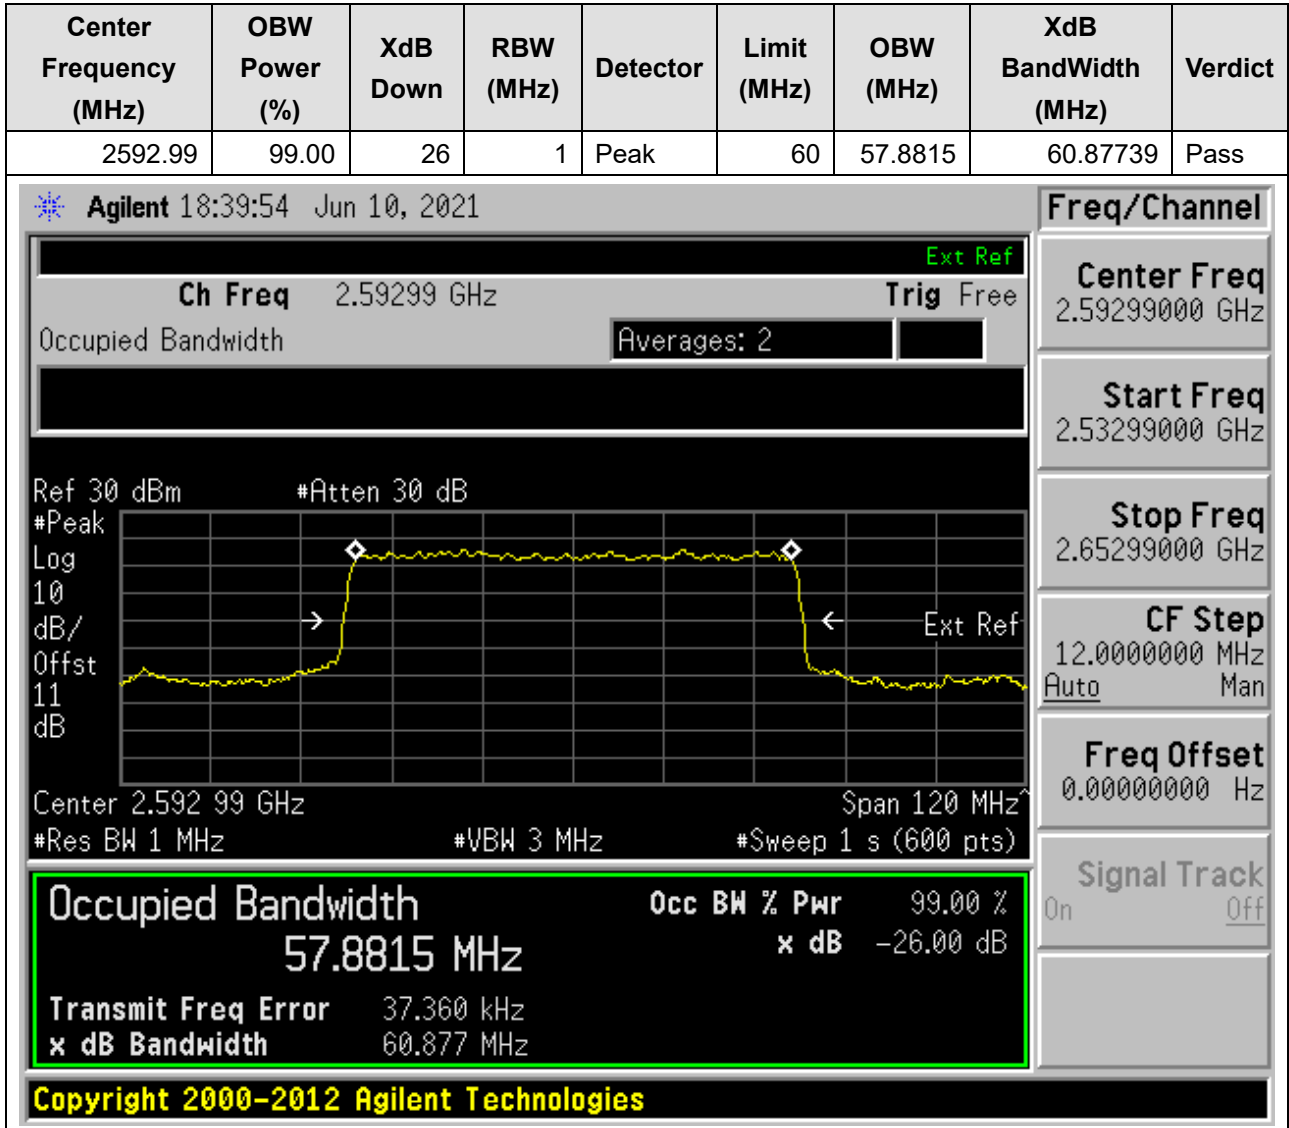 Center Frequency (MHz) OBW Power (%) XdB Down RBW (MHz) Detector Limit (MHz) OBW (MHz) XdB BandWidth (MHz) Verdict
2592.99 99.00 26 1 Peak 60 57.8815 60.87739 Pass
Agilent 18:39:54 Jun 10, 2021
Ext Ref
Ch Freq 2.59299 GHz Trig Free
Occupied Bandwidth Averages: 2
Ref 30 dBm #Atten 30 dB
#Peak
Log
10
dB/
Offst
11
dB
Ext Ref
Center 2.592 99 GHz Span 120 MHz^
#Res BW 1 MHz #VBW 3 MHz #Sweep 1 s (600 pts)
Occupied Bandwidth Occ BW % Pwr 99.00 %
57.8815 MHz x dB -26.00 dB
Transmit Freq Error 37.360 kHz
x dB Bandwidth 60.877 MHz
Copyright 2000-2012 Agilent Technologies
Freq/Channel
Center Freq
2.59299000 GHz
Start Freq
2.53299000 GHz
Stop Freq
2.65299000 GHz
CF Step
12.0000000 MHz
Auto Man
Freq Offset
0.00000000 Hz
Signal Track
On Off